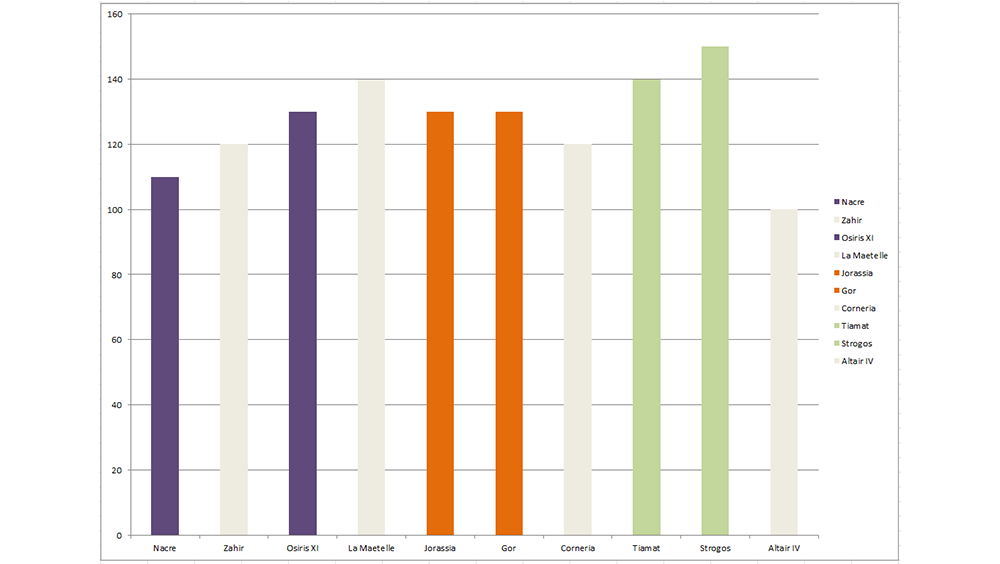 160
140
120
100
80
60
40
20
0
Nacre Zahir Osiris XI La Maetelle Jorassia Gor Corneria Tiamat Strogos Altair IV
Nacre
Zahir
Osiris XI
La Maetelle
Jorassia
Gor
Corneria
Tiamat
Strogos
Altair IV